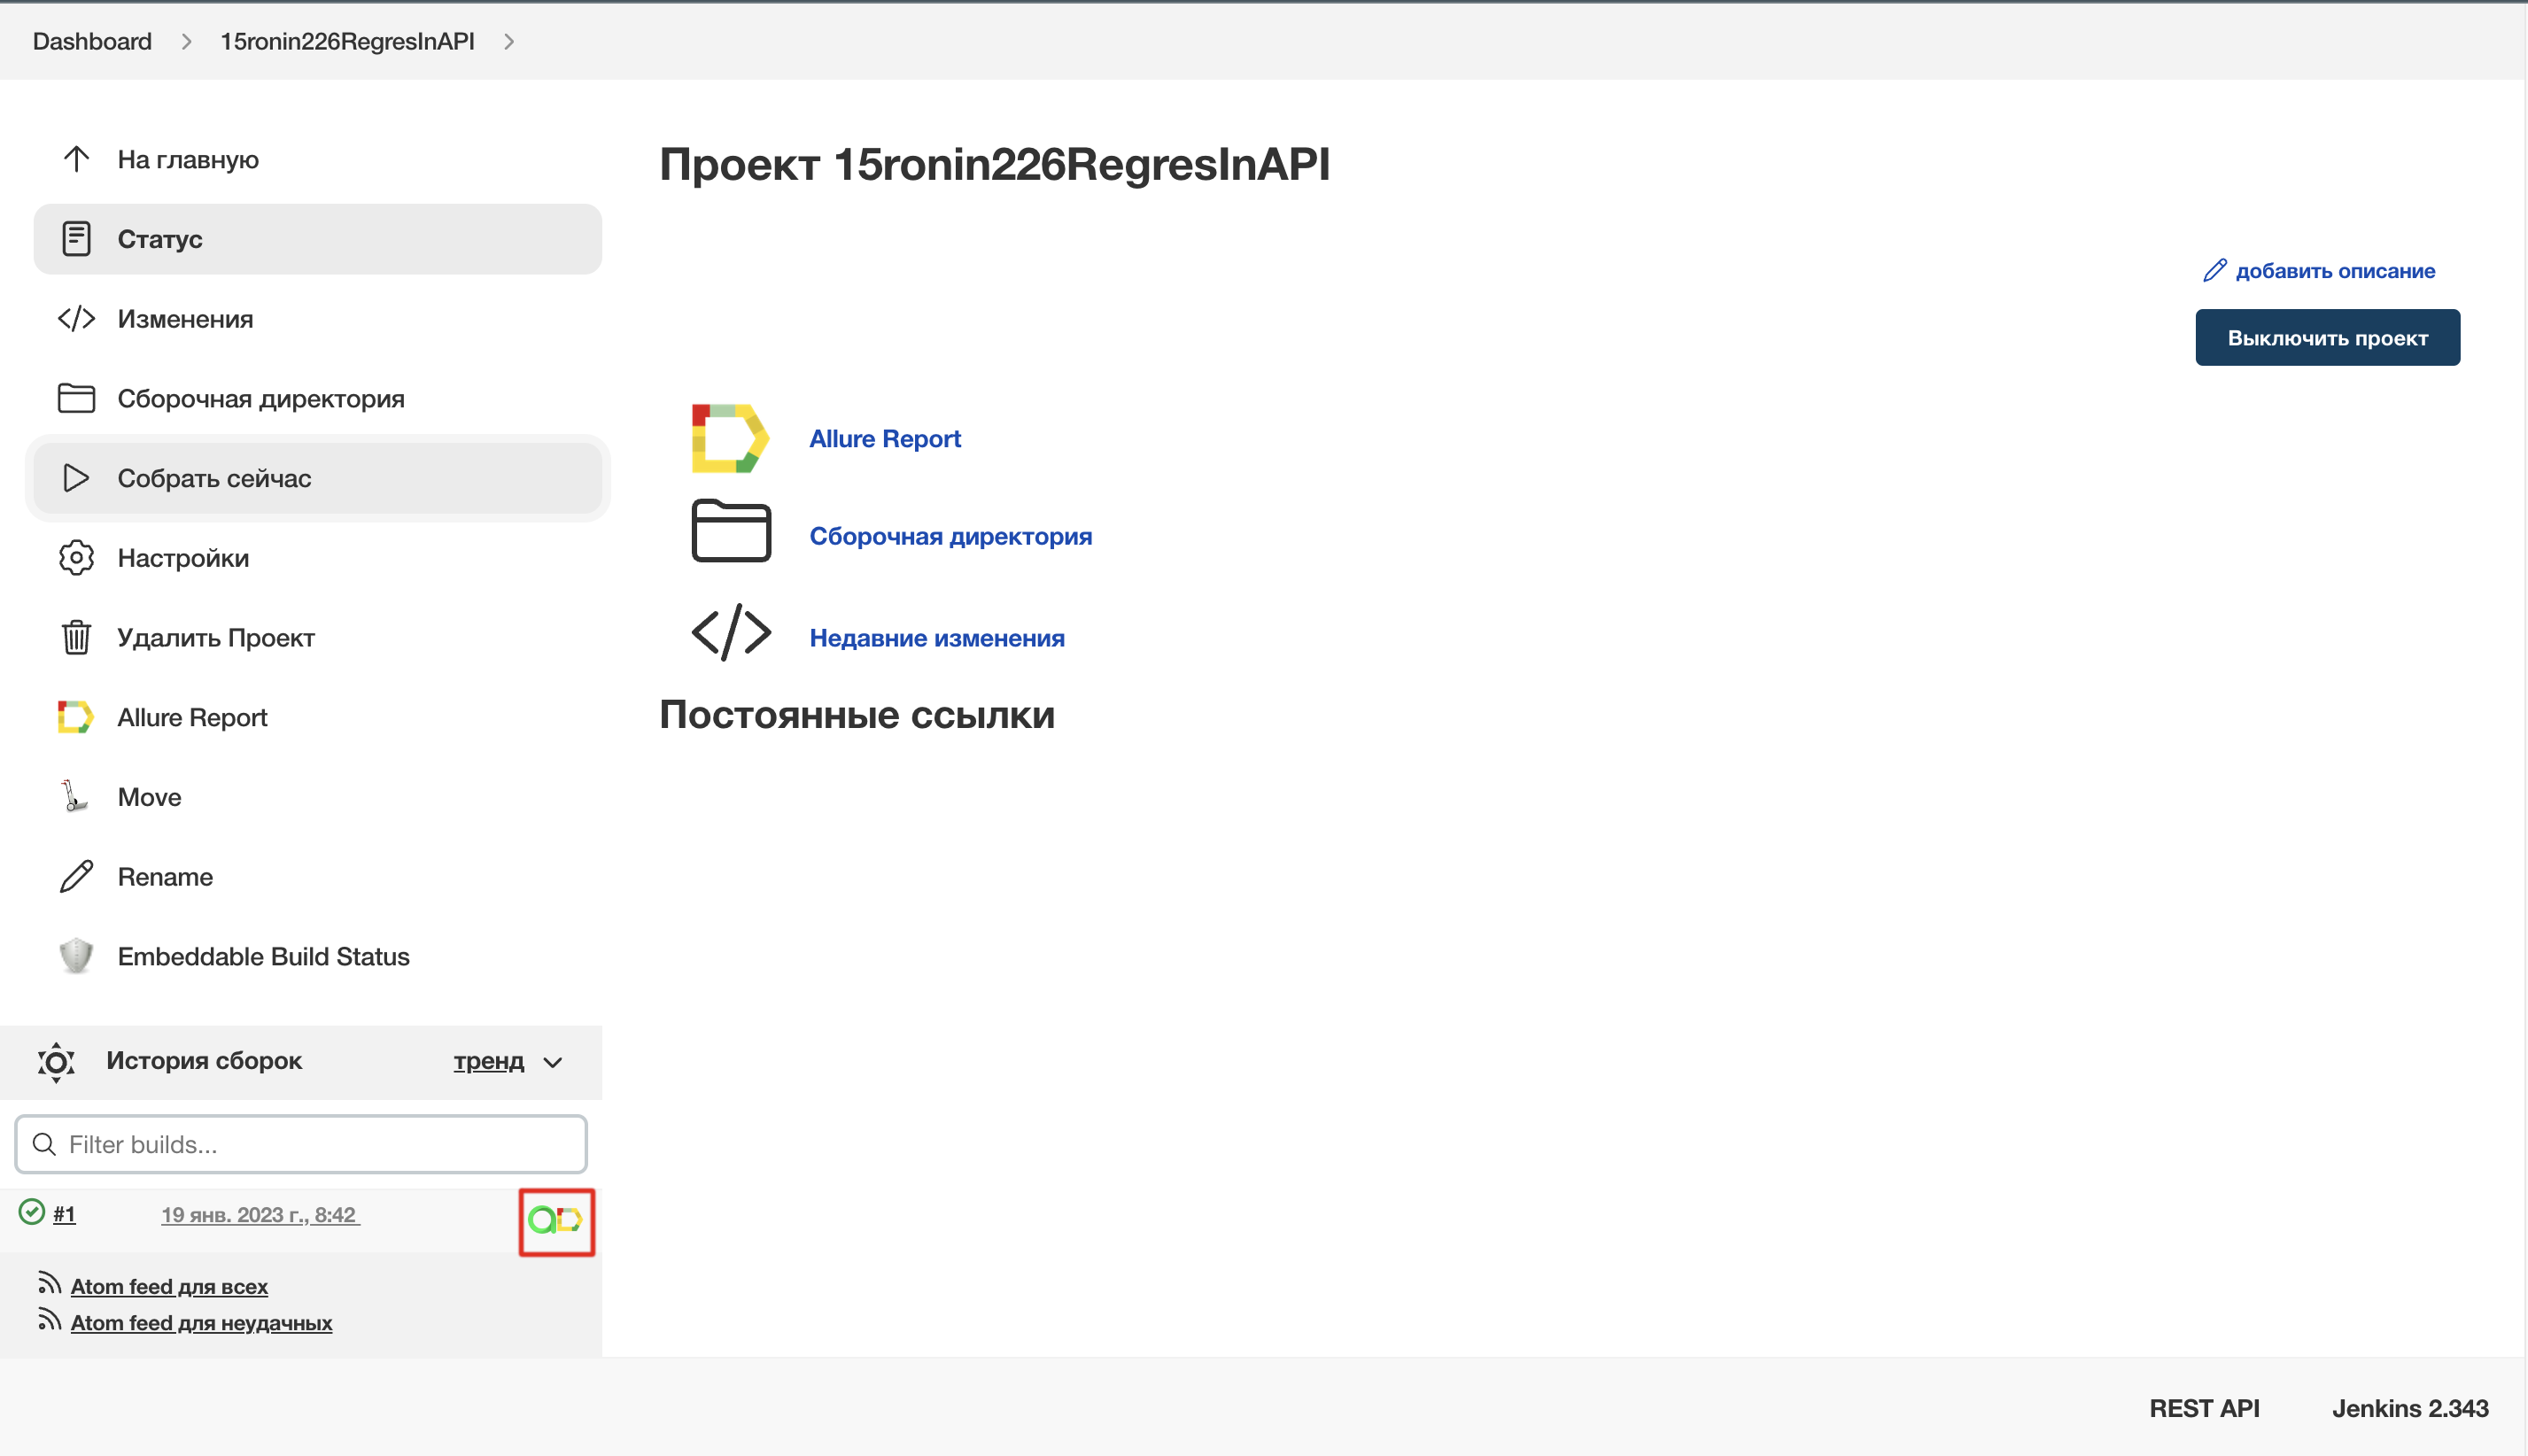 Dashboard
15ronin226RegresInAPI
На главную
Статус
Изменения
Сборочная директория
Собрать сейчас
Настройки
Удалить Проект
Allure Report
Move
Rename
Embeddable Build Status
История сборок
тренд
Filter builds...
#1
19 янв. 2023 г., 8:42
Atom feed для всех
Atom feed для неудачных
Проект 15ronin226RegresInAPI
добавить описание
Выключить проект
Allure Report
Сборочная директория
Недавние изменения
Постоянные ссылки
REST API
Jenkins 2.343